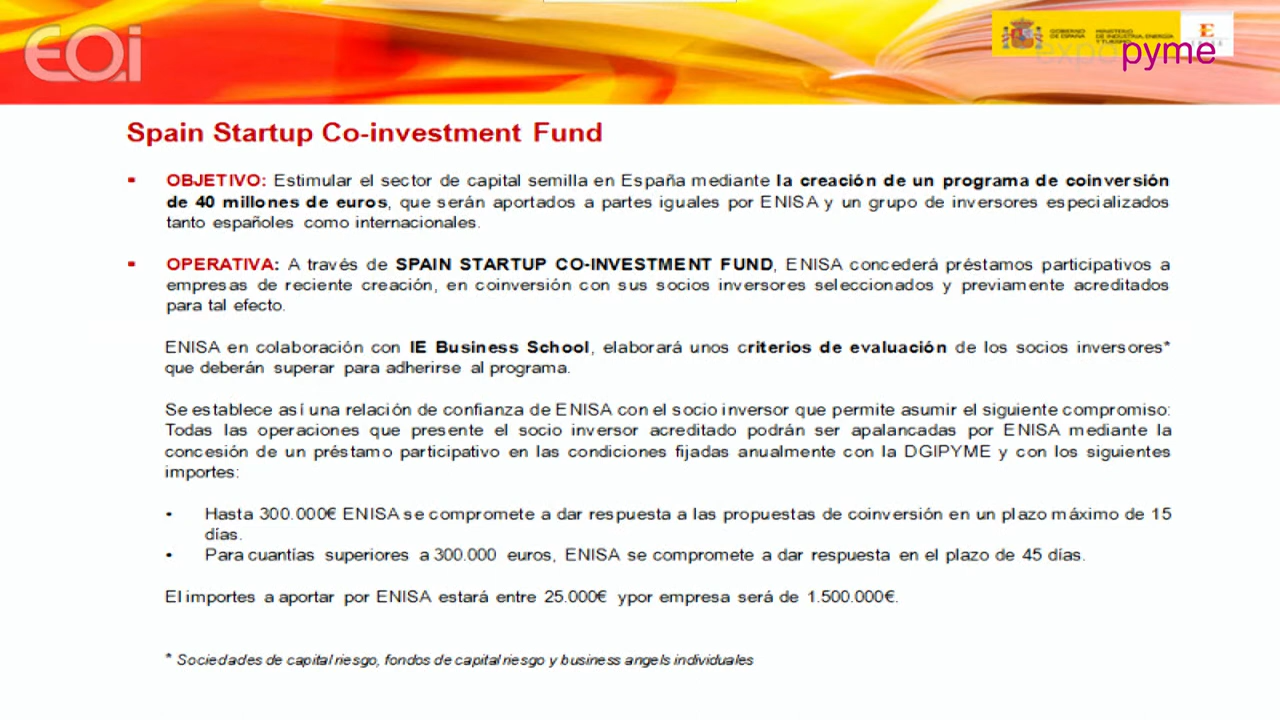 EOi
GOBIERNO DE ESPAÑA
MINISTERIO DE INDUSTRIA, ENERGÍA Y TURISMO
expopyme
Spain Startup Co-investment Fund
OBJETIVO: Estimular el sector de capital semilla en España mediante la creación de un programa de coinversión
de 40 millones de euros, que serán aportados a partes iguales por ENISA y un grupo de inversores especializados
tanto españoles como internacionales.
OPERATIVA: A través de SPAIN STARTUP CO-INVESTMENT FUND, ENISA concederá préstamos participativos a
empresas de reciente creación, en coinversión con sus socios inversores seleccionados y previamente acreditados
para tal efecto.
ENISA en colaboración con IE Business School, elaborará unos criterios de evaluación de los socios inversores*
que deberán superar para adherirse al programa.
Se establece así una relación de confianza de ENISA con el socio inversor que permite asumir el siguiente compromiso:
Todas las operaciones que presente el socio inversor acreditado podrán ser apalancadas por ENISA mediante la
concesión de un préstamo participativo en las condiciones fijadas anualmente con la DGIPYME y con los siguientes
importes:
• Hasta 300.000€ ENISA se compromete a dar respuesta a las propuestas de coinversión en un plazo máximo de 15
días.
• Para cuantías superiores a 300.000 euros, ENISA se compromete a dar respuesta en el plazo de 45 días.
El importes a aportar por ENISA estará entre 25.000€ ypor empresa será de 1.500.000€.
* Sociedades de capital riesgo, fondos de capital riesgo y business angels individuales